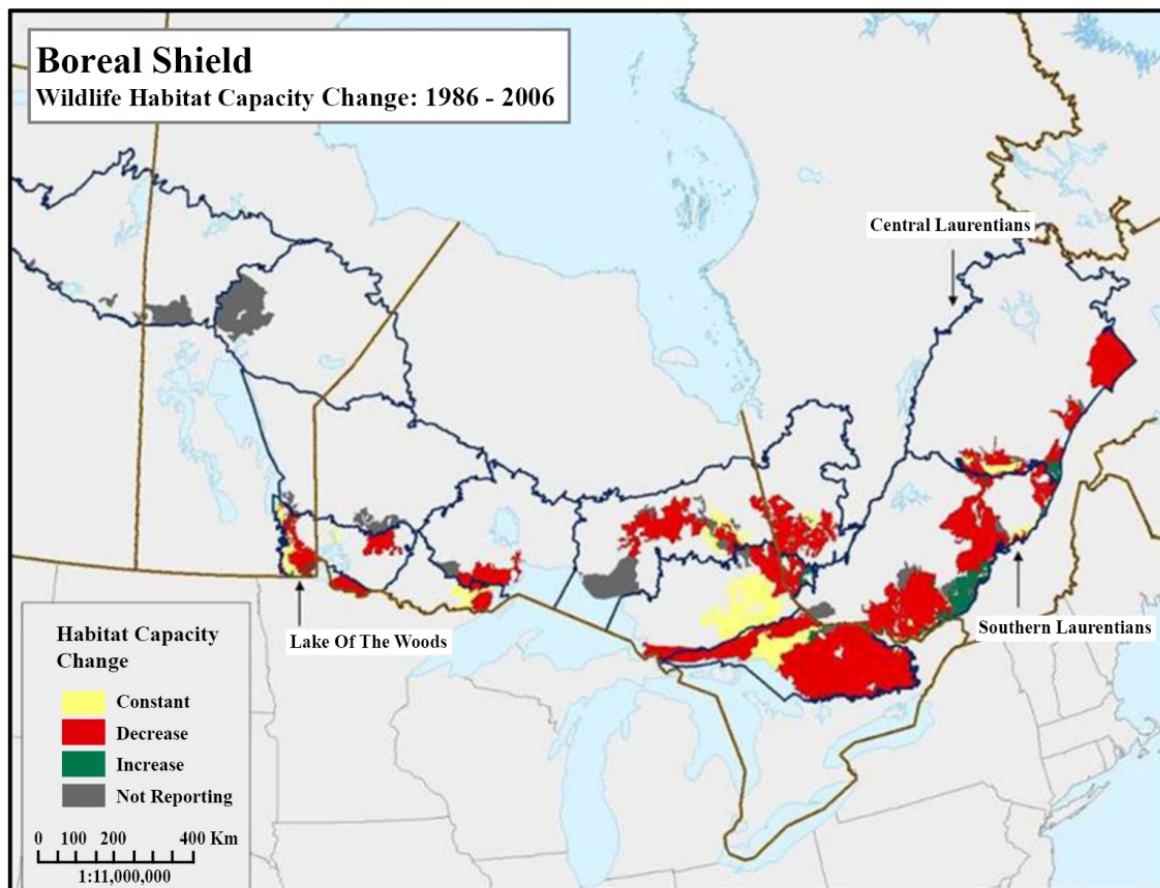 Boreal Shield
Wildlife Habitat Capacity Change: 1986 - 2006
Central Laurentians
Lake Of The Woods
Southern Laurentians
Habitat Capacity
Change
Constant
Decrease
Increase
Not Reporting
0 100 200 400 Km
1:11,000,000